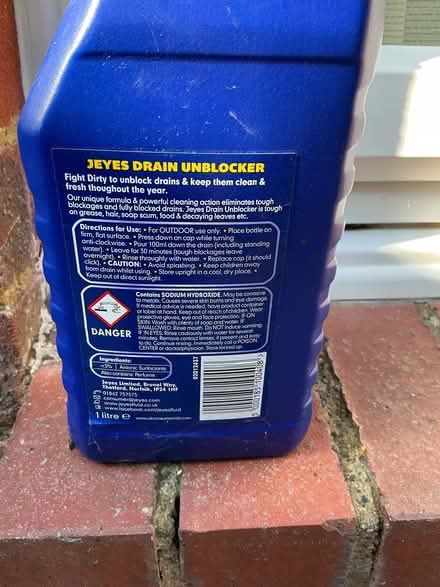 JEYES DRAIN UNBLOCKER
Fight Dirty to unblock drains & keep them clean &
fresh thoughout the year.
Our unique formula & powerful cleaning action eliminates tough
blockages and fully blocked drains. Jeyes Drain Unblocker is tough
on grease, hair, soap scum, food & decaying leaves etc.
Directions for Use: • For OUTDOOR use only. • Place bottle on
firm, flat surface. • Press down on cap while turning
anti-clockwise. • Pour 100ml down the drain (including standing
water). • Leave for 30 minutes (tough blockages leave
overnight). • Rinse thoroughly with water. • Replace cap (it should
click). • CAUTION: • Avoid splashing. • Keep children away
from drain whilst using. • Store upright in a cool, dry place. •
Keep out of direct sunlight.
DANGER
Contains SODIUM HYDROXIDE. May be corrosive
to metals. Causes severe skin burns and eye damage.
If medical advice is needed, have product container
or label at hand. Keep out of reach of children. Wear
protective gloves, eye and face protection. IF ON
SKIN: Wash with plenty of soap and water. IF
SWALLOWED: Rinse mouth. Do NOT induce vomiting.
IF IN EYES: Rinse cautiously with water for several
minutes. Remove contact lenses, if present and easy
to do. Continue rinsing. Immediately call a POISON
CENTER or doctor/physician. Store locked up.
Ingredients:
<5% Anionic Surfactants
Also contains: Perfume.
Jeyes Limited, Brunel Way,
Thetford, Norfolk, IP24 1HF
01842 757575
consumer@jeyes.com
www.jeyesfluid.co.uk
www.facebook.com/jeyesfluid
1 litre e